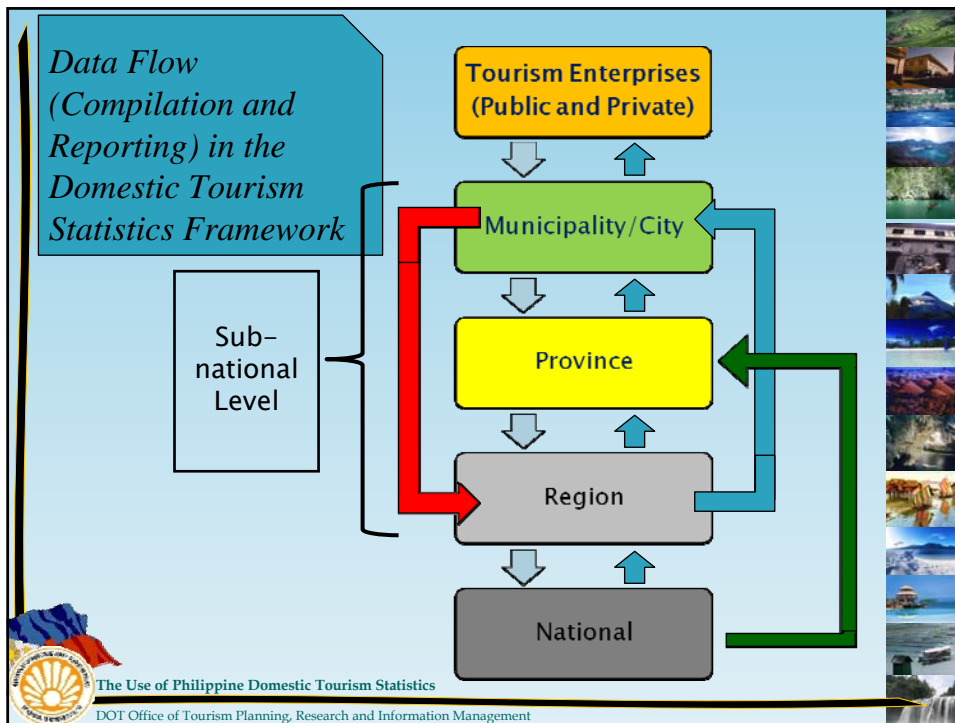 Data Flow
(Compilation and
Reporting) in the
Domestic Tourism
Statistics Framework
Tourism Enterprises
(Public and Private)
Municipality/City
Sub-
national
Level
Province
Region
National
The Use of Philippine Domestic Tourism Statistics
DOT Office of Tourism Planning, Research and Information Management